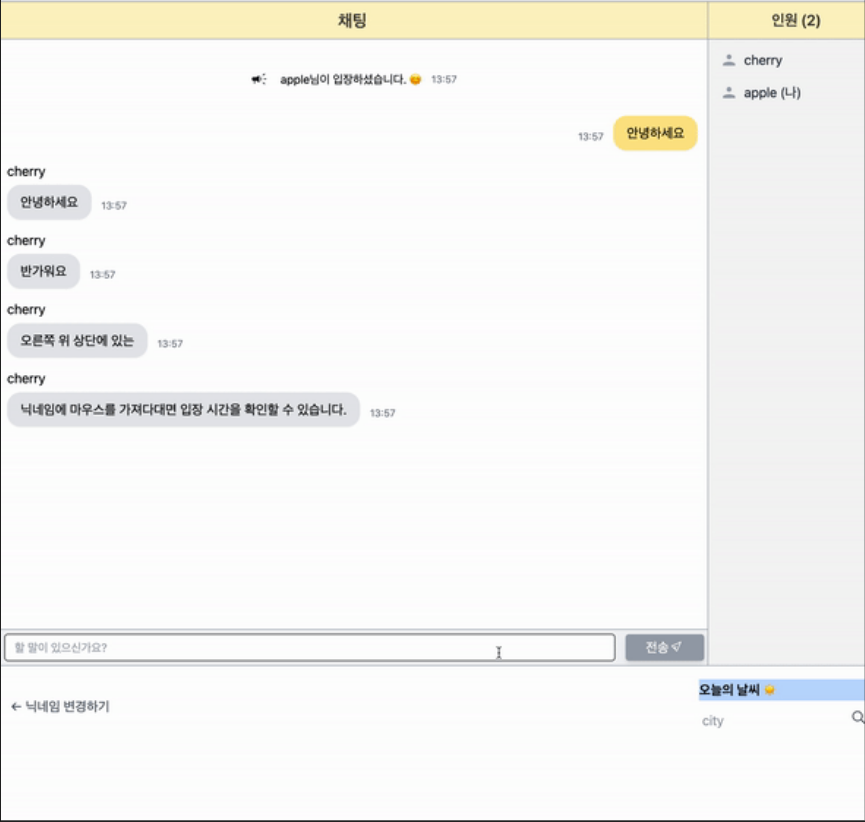 채팅
인원 (2)
cherry
apple (나)
apple님이 입장하셨습니다. 😊 13:57
13:57 안녕하세요
cherry
안녕하세요 13:57
cherry
반가워요 13:57
cherry
오른쪽 위 상단에 있는 13:57
cherry
닉네임에 마우스를 가져다대면 입장 시간을 확인할 수 있습니다. 13:57
할 말이 있으신가요?
전송
← 닉네임 변경하기
오늘의 날씨
city